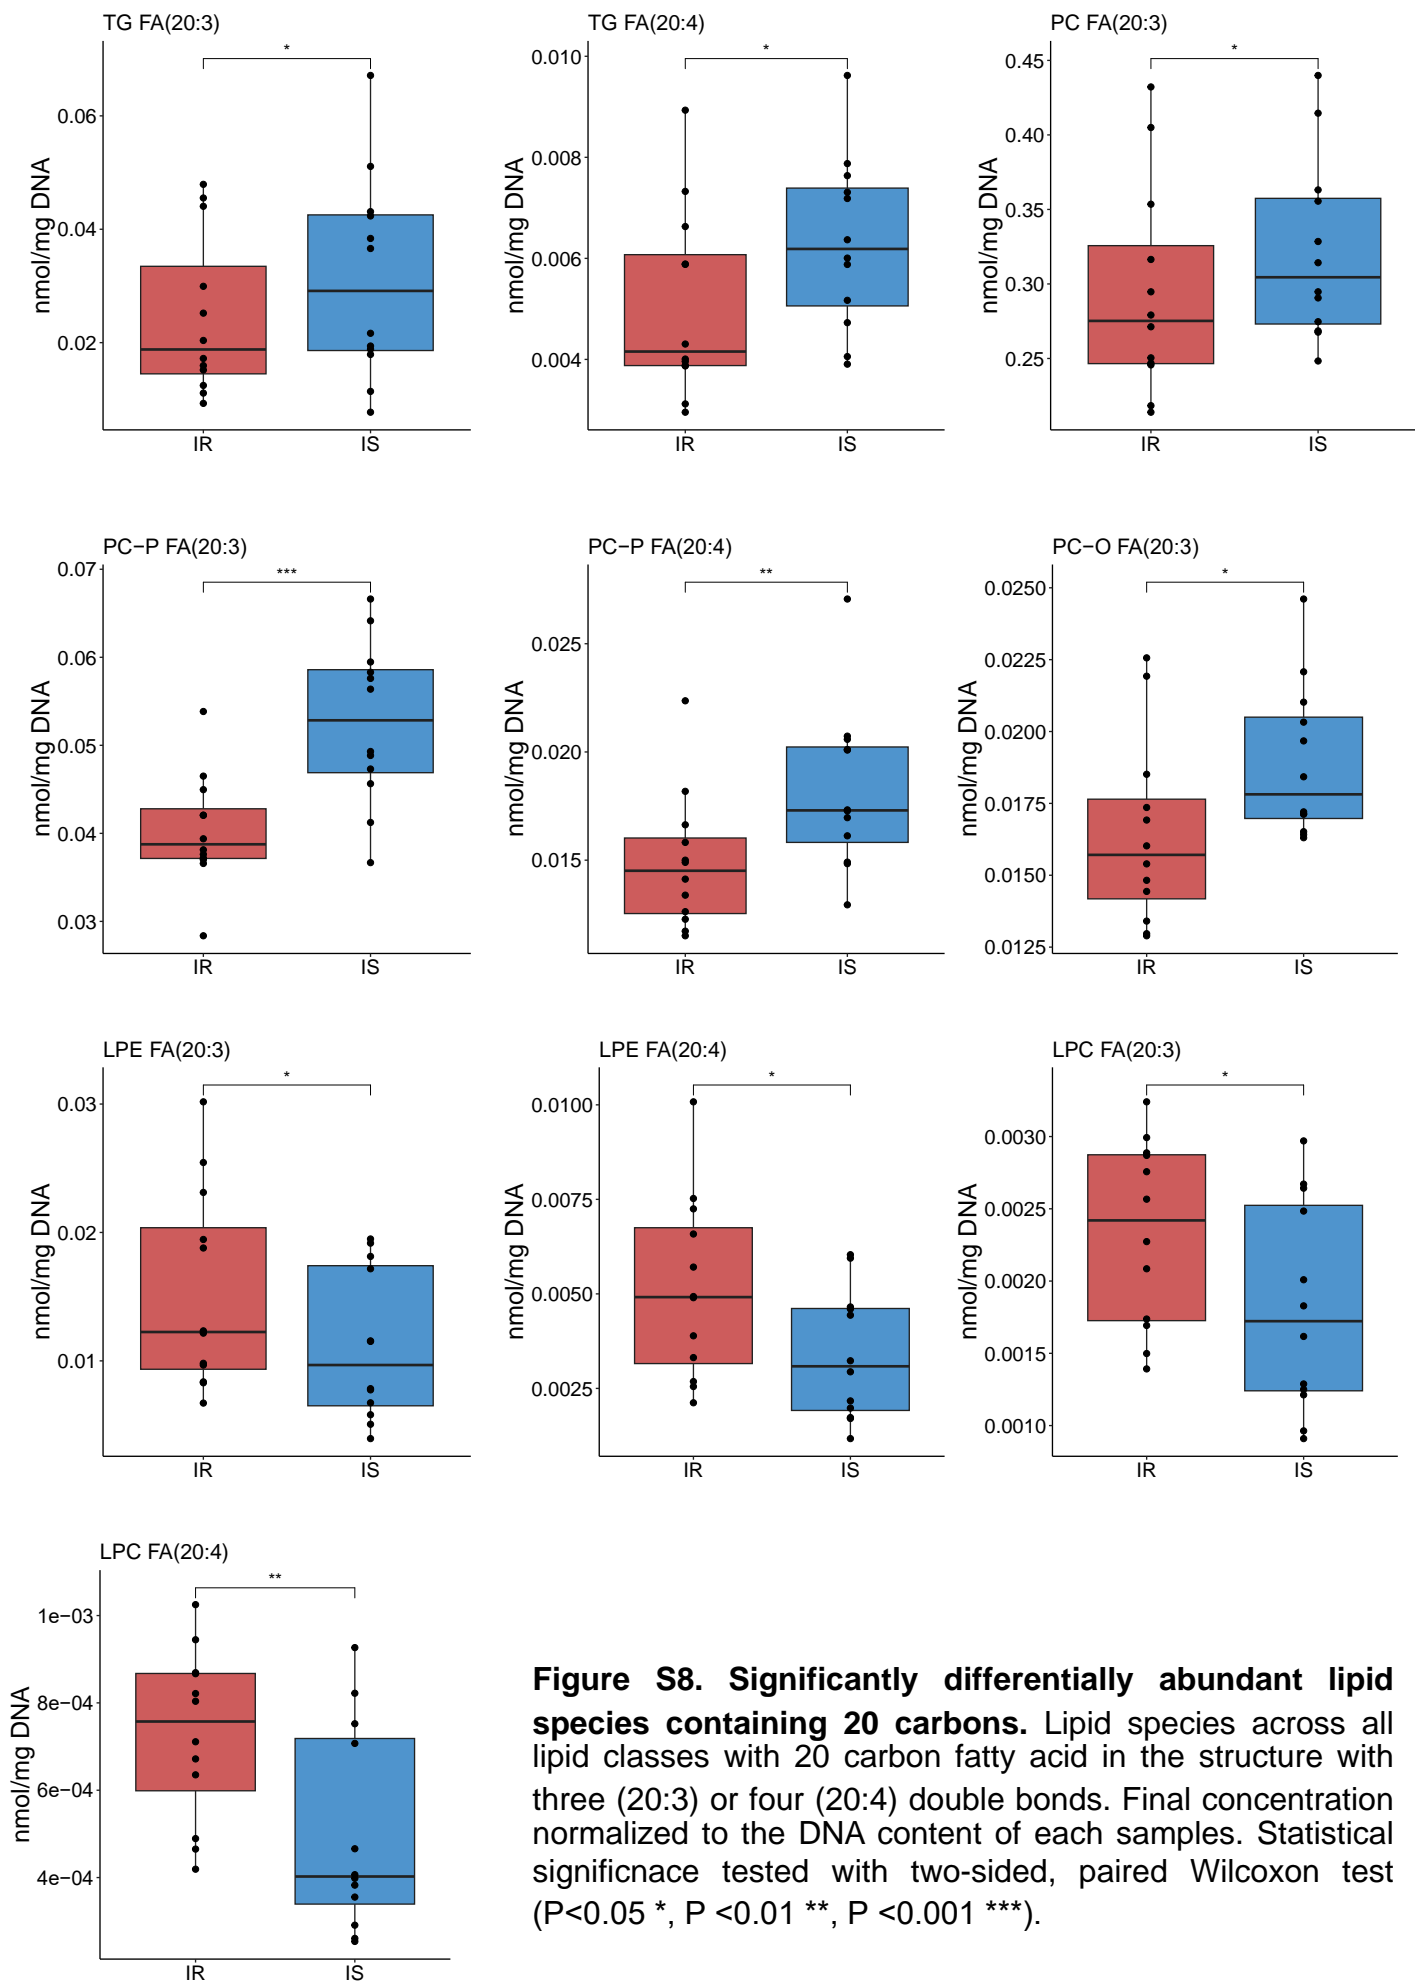 TG FA(20:3)
*
nmol/mg DNA
0.06
0.04
0.02
IR
IS
TG FA(20:4)
*
nmol/mg DNA
0.010
0.008
0.006
0.004
IR
IS
PC FA(20:3)
*
nmol/mg DNA
0.45
0.40
0.35
0.30
0.25
IR
IS
PC−P FA(20:3)
***
nmol/mg DNA
0.07
0.06
0.05
0.04
0.03
IR
IS
PC−P FA(20:4)
**
nmol/mg DNA
0.025
0.020
0.015
IR
IS
PC−O FA(20:3)
*
nmol/mg DNA
0.0250
0.0225
0.0200
0.0175
0.0150
0.0125
IR
IS
LPE FA(20:3)
*
nmol/mg DNA
0.03
0.02
0.01
IR
IS
LPE FA(20:4)
*
nmol/mg DNA
0.0100
0.0075
0.0050
0.0025
IR
IS
LPC FA(20:3)
*
nmol/mg DNA
0.0030
0.0025
0.0020
0.0015
0.0010
IR
IS
LPC FA(20:4)
**
nmol/mg DNA
1e−03
8e−04
6e−04
4e−04
IR
IS
Figure S8. Significantly differentially abundant lipid
species containing 20 carbons. Lipid species across all
lipid classes with 20 carbon fatty acid in the structure with
three (20:3) or four (20:4) double bonds. Final concentration
normalized to the DNA content of each samples. Statistical
significnace tested with two-sided, paired Wilcoxon test
(P<0.05 *, P <0.01 **, P <0.001 ***).